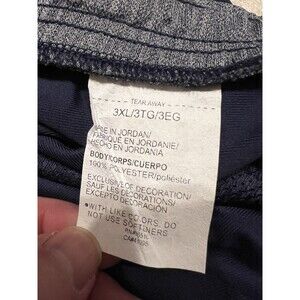 TEAR AWAY
3XL/3TG/3EG
MADE IN JORDAN/
FABRIQUÉ EN JORDANIE/
HECHO EN JORDANIA
BODY/CORPS/CUERPO
100% POLYESTER/poliéster
EXCLUSIVE OF DECORATION/
SAUF LES DÉCORATIONS/
EXCEPTO DECORACIÓN
•WITH LIKE COLORS. DO
NOT USE SOFTENERS